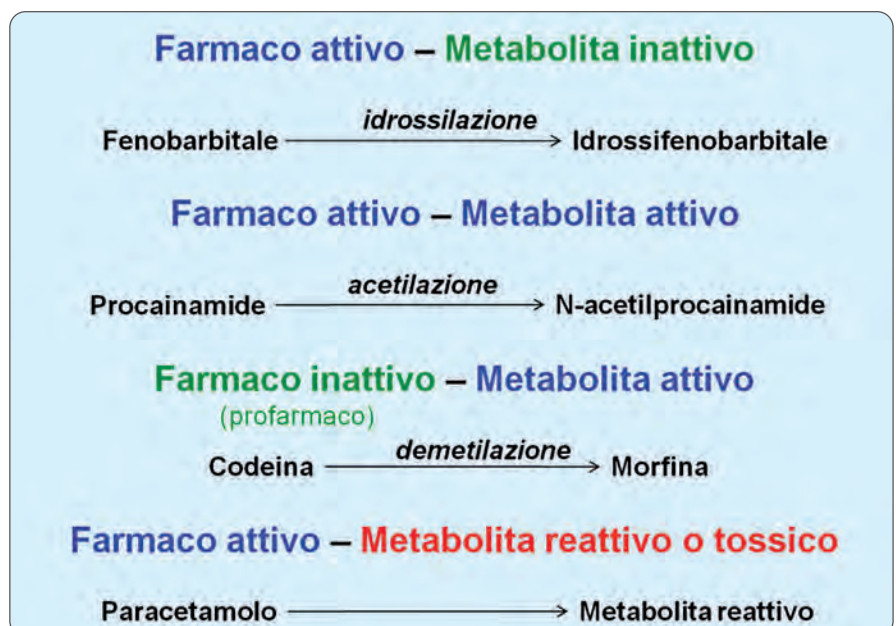 Farmaco attivo – Metabolita inattivo
idrossilazione
Fenobarbitale Idrossifenobarbitale
Farmaco attivo – Metabolita attivo
acetilazione
Procainamide N-acetilprocainamide
Farmaco inattivo – Metabolita attivo
(profarmaco)
demetilazione
Codeina Morfina
Farmaco attivo – Metabolita reattivo o tossico
Paracetamolo Metabolita reattivo